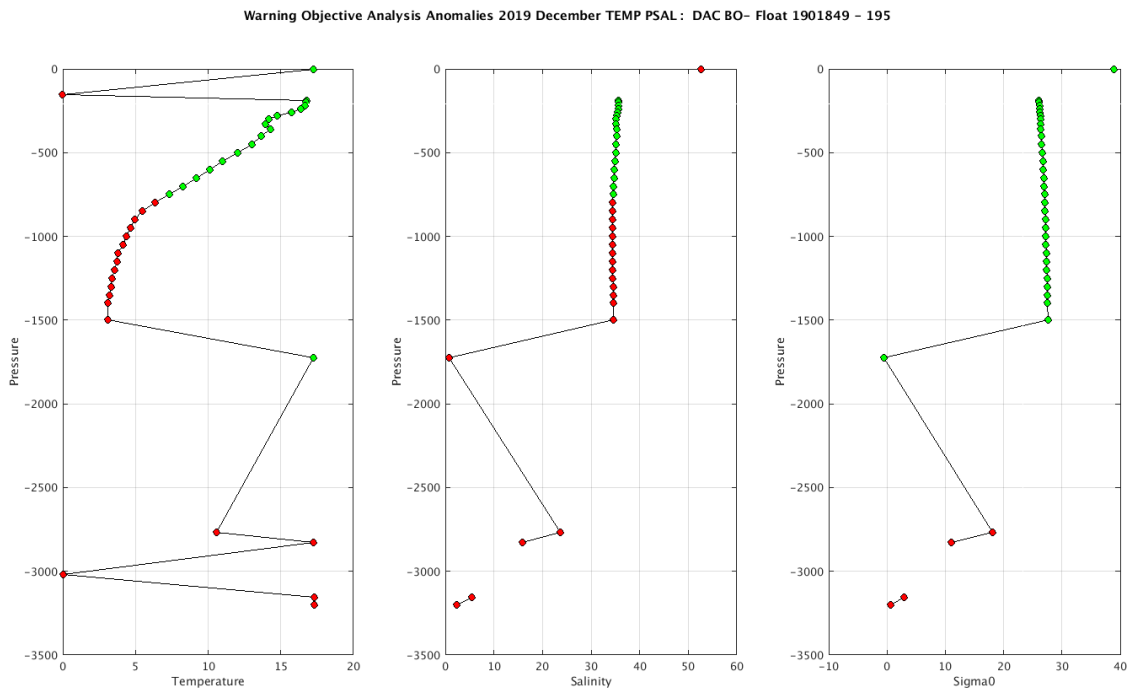 Warning Objective Analysis Anomalies 2019 December TEMP PSAL : DAC BO- Float 1901849 - 195
0
-500
-1000
-1500
-2000
-2500
-3000
-3500
Pressure
0 5 10 15 20
Temperature
0
-500
-1000
-1500
-2000
-2500
-3000
-3500
Pressure
0 10 20 30 40 50 60
Salinity
0
-500
-1000
-1500
-2000
-2500
-3000
-3500
Pressure
-10 0 10 20 30 40
Sigma0